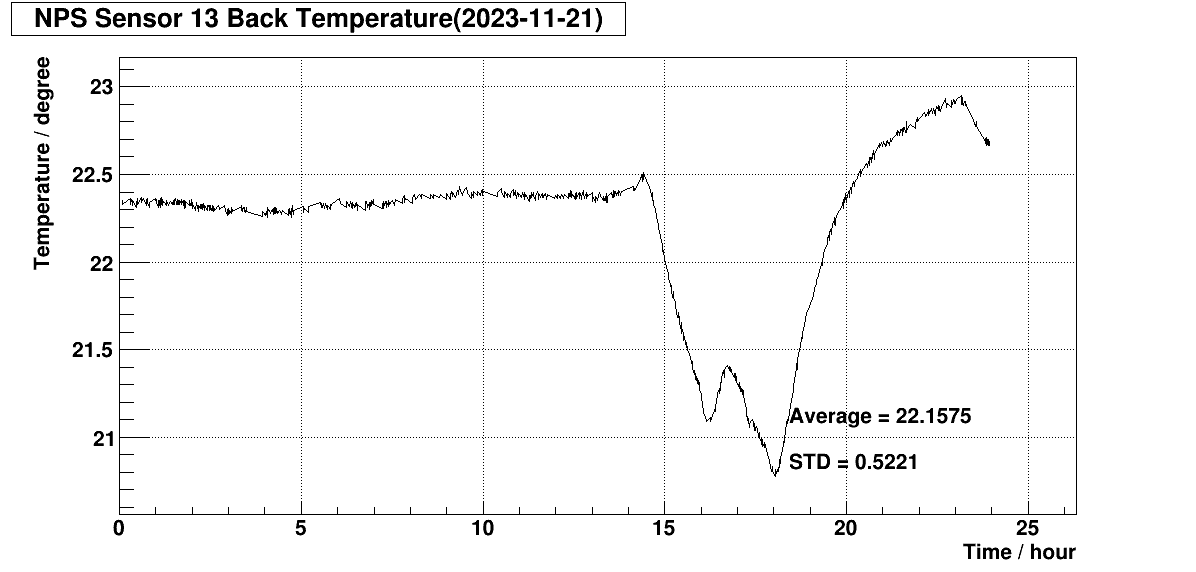 NPS Sensor 13 Back Temperature(2023-11-21)
Temperature / degree
23
22.5
22
21.5
21
Average = 22.1575
STD = 0.5221
0 5 10 15 20 25
Time / hour